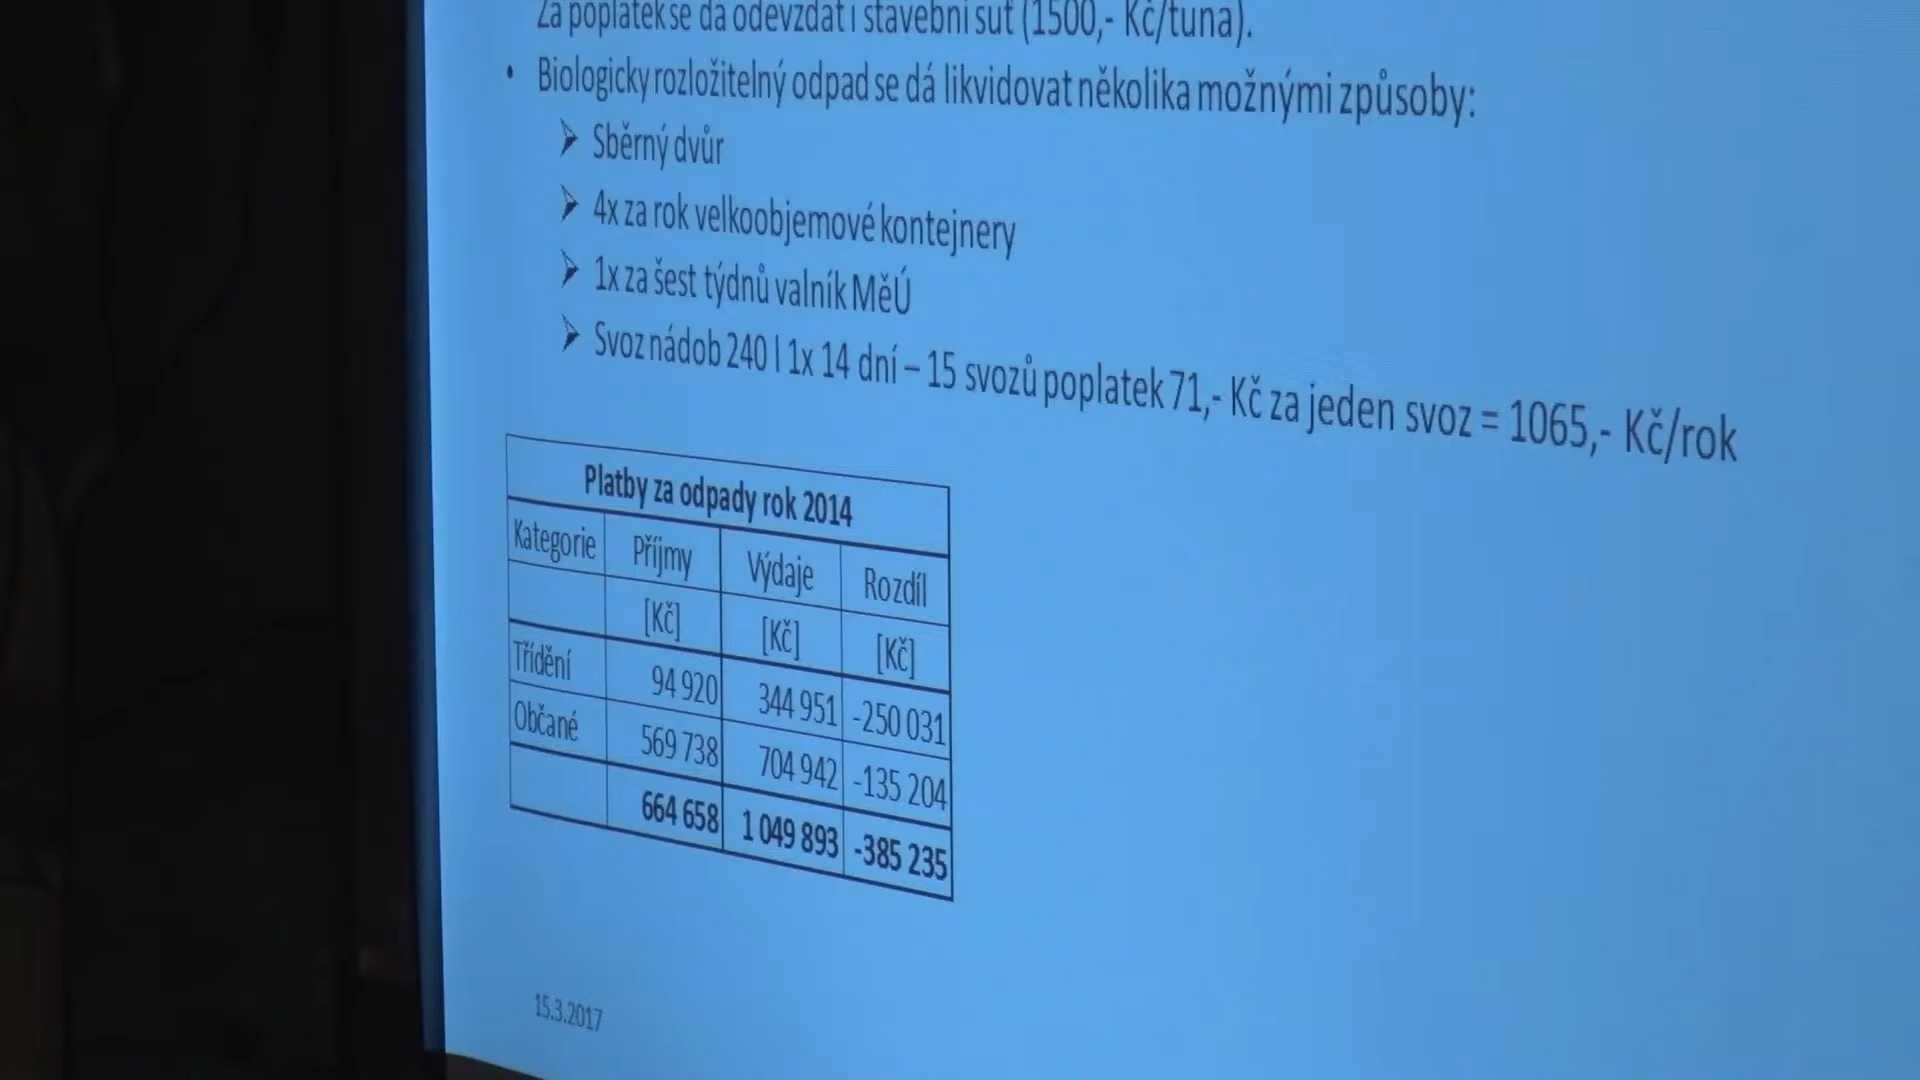 Za poplatek se dá odevzdat i stavební suť (1500,- Kč/tuna).
• Biologicky rozložitelný odpad se dá likvidovat několika možnými způsoby:
➢ Sběrný dvůr
➢ 4x za rok velkoobjemové kontejnery
➢ 1x za šest týdnů valník MěÚ
➢ Svoz nádob 240 l 1x 14 dní – 15 svozů poplatek 71,- Kč za jeden svoz = 1065,- Kč/rok
Platby za odpady rok 2014
Kategorie Příjmy Výdaje Rozdíl
[Kč] [Kč] [Kč]
Třídění 94 920 344 951 -250 031
Občané 569 738 704 942 -135 204
664 658 1 049 893 -385 235
15.3.2017